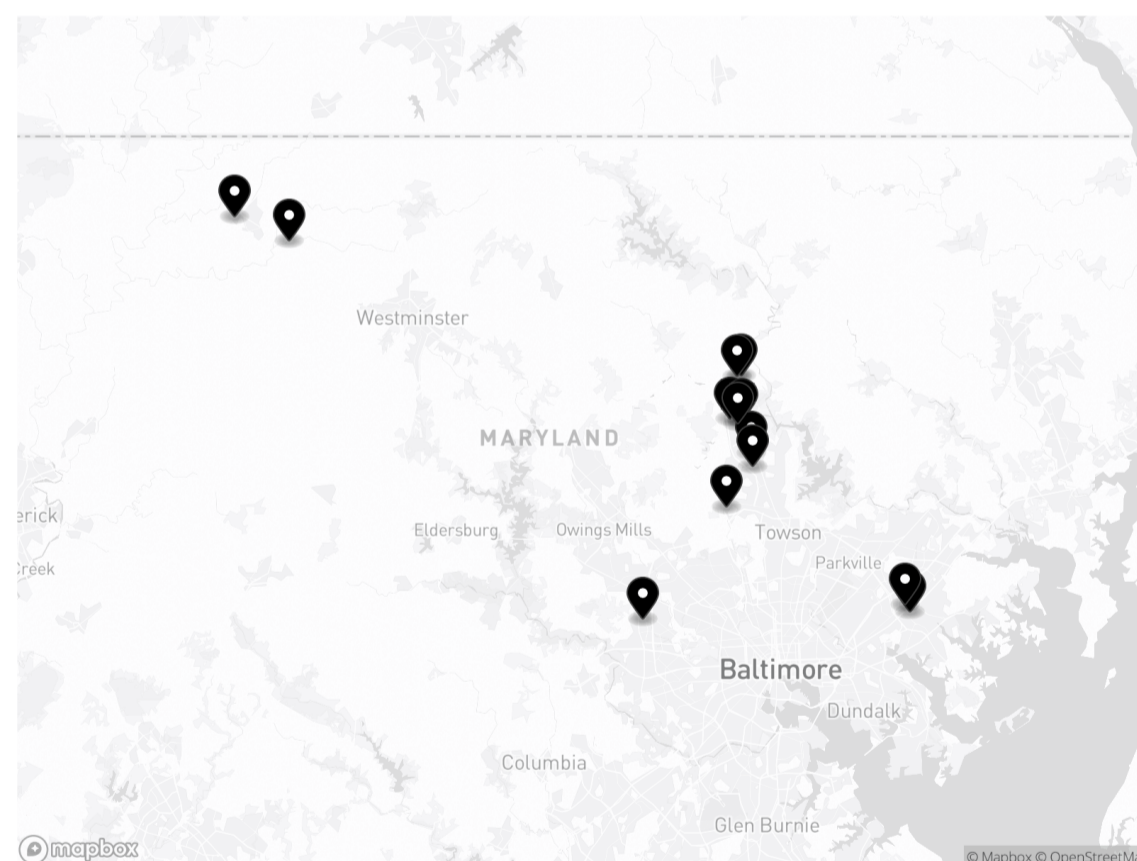 Westminster
MARYLAND
erick
Eldersburg
Owings Mills
Towson
Creek
Parkville
Baltimore
Dundalk
Columbia
Glen Burnie
mapbox
© Mapbox © OpenStreetM